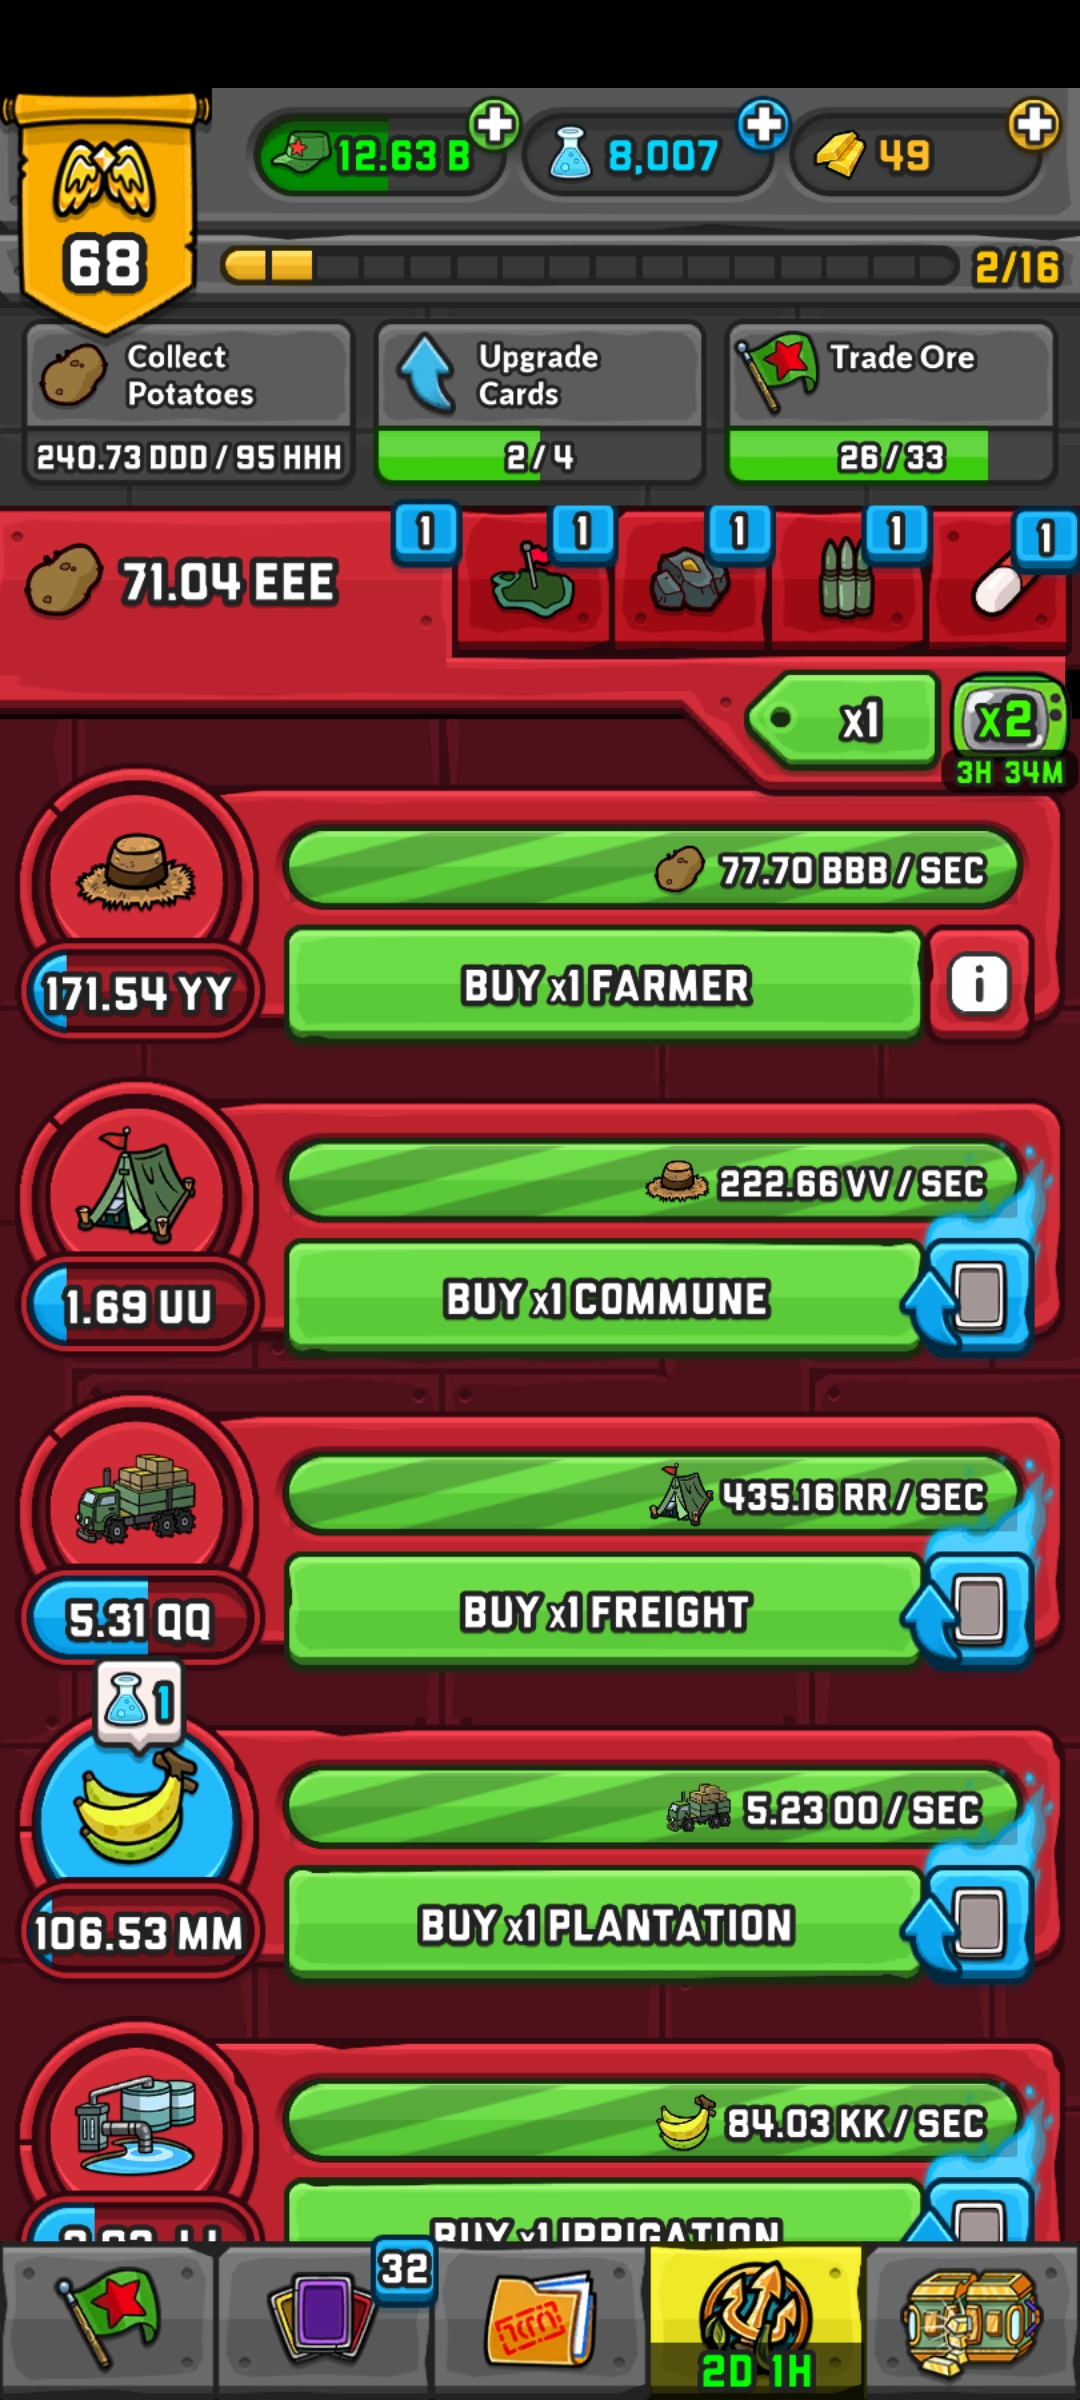 12.63 B
8,007
49
68
2/16
Collect
Potatoes
240.73 DDD / 95 HHH
Upgrade
Cards
2/4
Trade Ore
26/33
71.04 EEE
1
1
1
1
1
x1
x2
3H 34M
77.70 BBB / SEC
171.54 YY
BUY x1 FARMER
i
222.66 VV / SEC
1.69 UU
BUY x1 COMMUNE
435.16 RR / SEC
5.31 QQ
BUY x1 FREIGHT
1
5.23 OO / SEC
106.53 MM
BUY x1 PLANTATION
84.03 KK / SEC
BUY x1 IRRIGATION
32
2D 1H